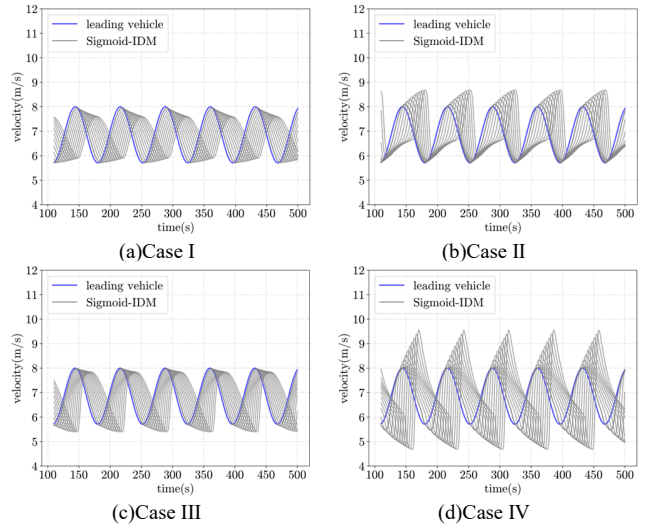 12
11
10
9
8
7
6
5
4
velocity(m/s)
leading vehicle
Sigmoid-IDM
100 150 200 250 300 350 400 450 500
time(s)
(a)Case I
12
11
10
9
8
7
6
5
4
velocity(m/s)
leading vehicle
Sigmoid-IDM
100 150 200 250 300 350 400 450 500
time(s)
(b)Case II
12
11
10
9
8
7
6
5
4
velocity(m/s)
leading vehicle
Sigmoid-IDM
100 150 200 250 300 350 400 450 500
time(s)
(c)Case III
12
11
10
9
8
7
6
5
4
velocity(m/s)
leading vehicle
Sigmoid-IDM
100 150 200 250 300 350 400 450 500
time(s)
(d)Case IV